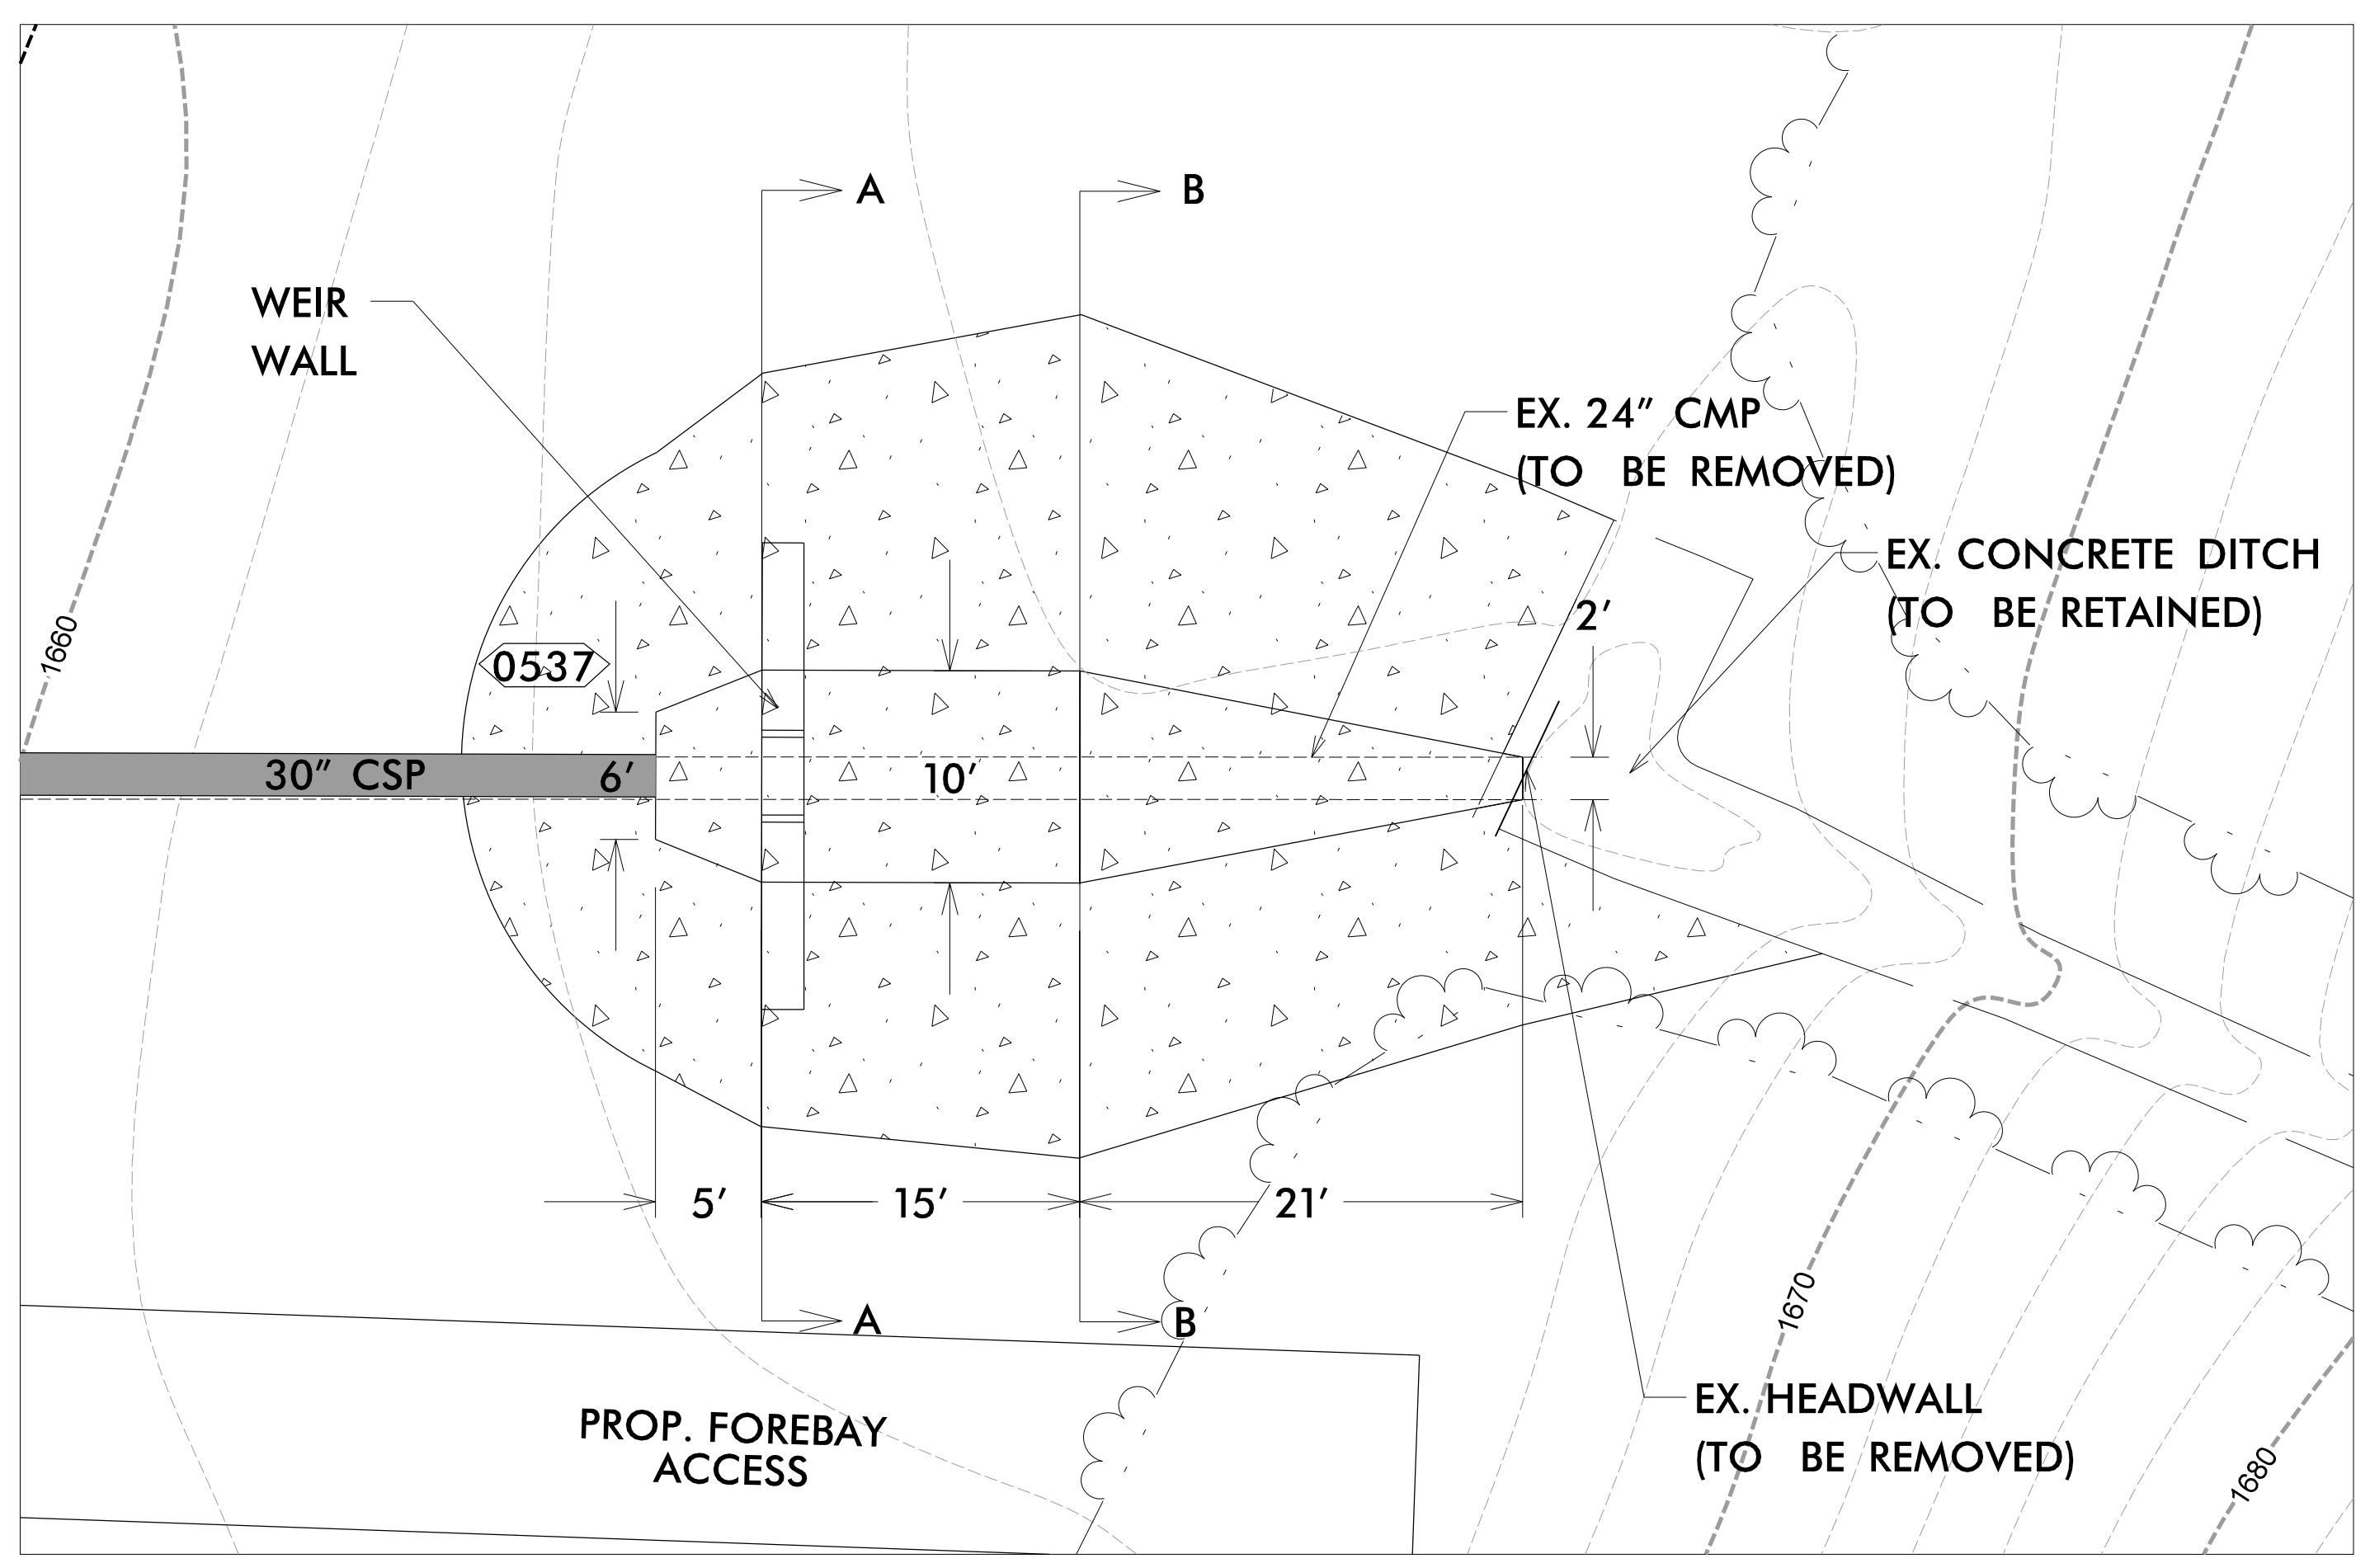 A
B
WEIR
WALL
EX. 24" CMP
(TO BE REMOVED)
EX. CONCRETE DITCH
(TO BE RETAINED)
2'
1660
0537
30" CSP
6'
10'
5'
15'
21'
A
B
1670
EX. HEADWALL
(TO BE REMOVED)
PROP. FOREBAY
ACCESS
1680